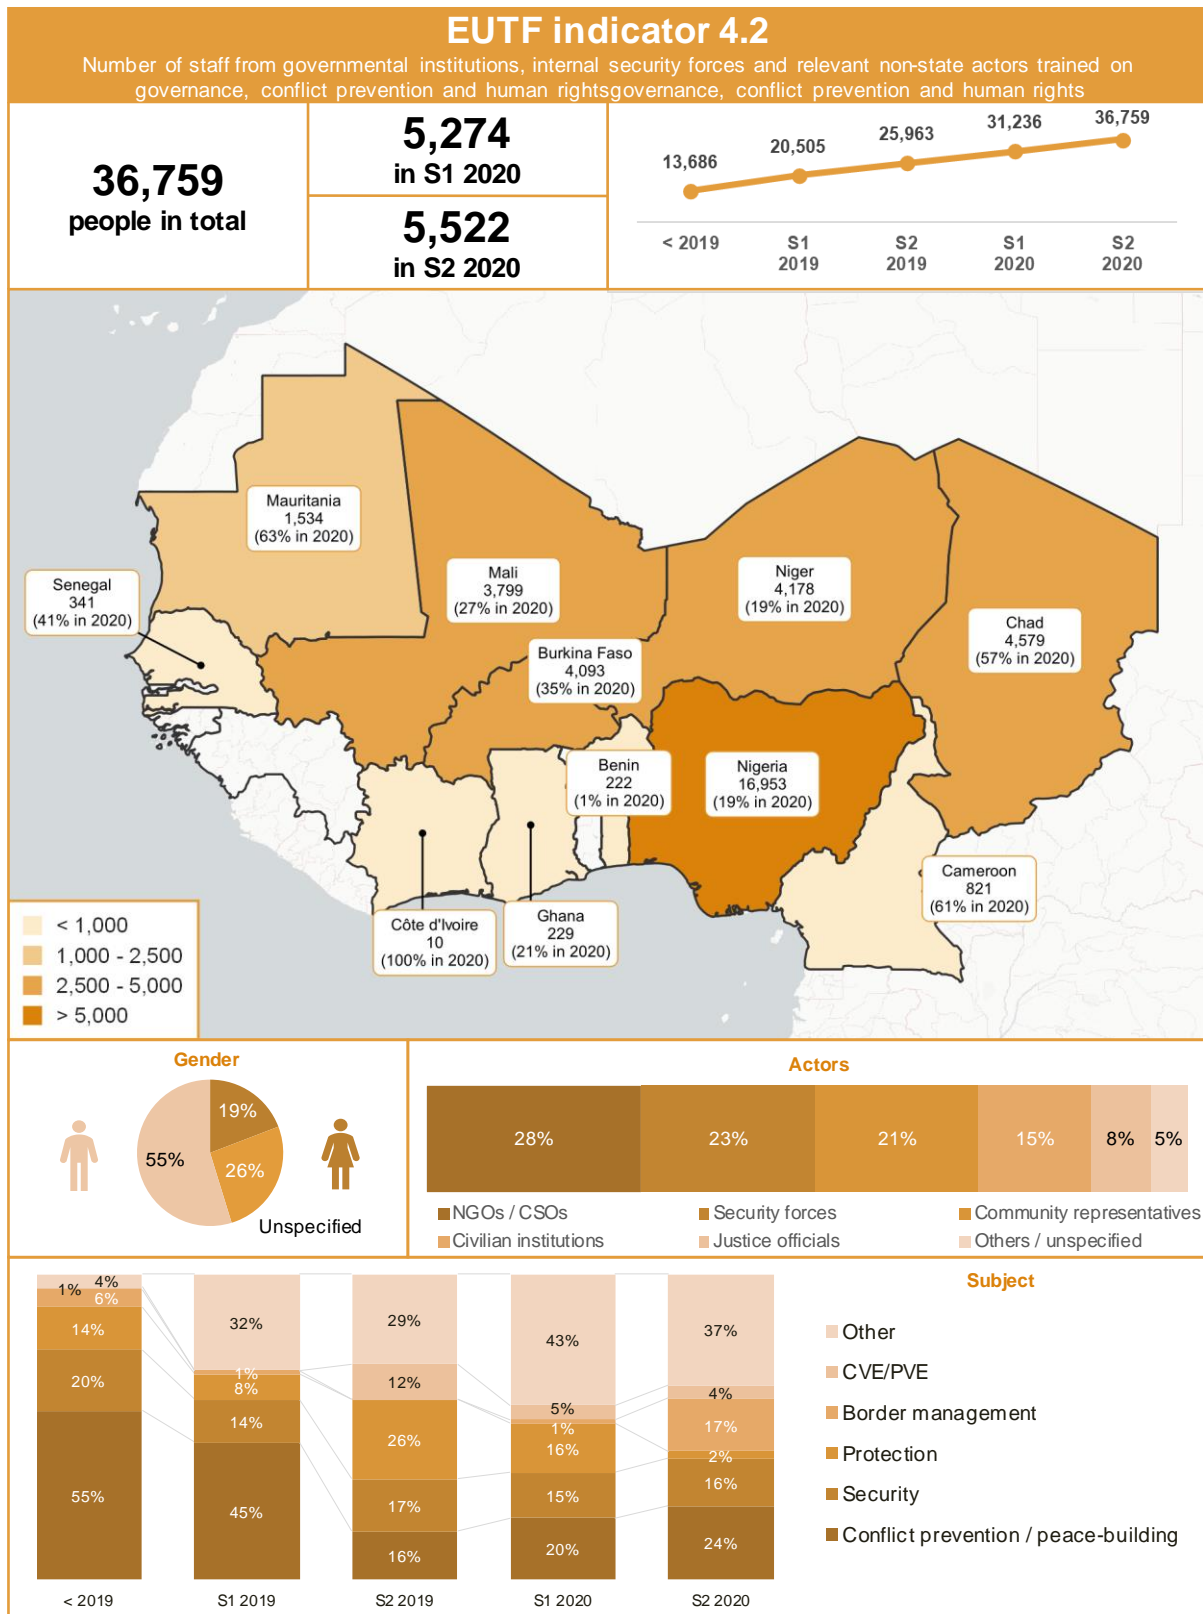 EUTF indicator 4.2
Number of staff from governmental institutions, internal security forces and relevant non-state actors trained on
governance, conflict prevention and human rightsgovernance, conflict prevention and human rights
36,759
people in total
5,274
in S1 2020
5,522
in S2 2020
13,686
20,505
25,963
31,236
36,759
< 2019
S1
2019
S2
2019
S1
2020
S2
2020
Mauritania
1,534
(63% in 2020)
Senegal
341
(41% in 2020)
Mali
3,799
(27% in 2020)
Niger
4,178
(19% in 2020)
Chad
4,579
(57% in 2020)
Burkina Faso
4,093
(35% in 2020)
Benin
222
(1% in 2020)
Nigeria
16,953
(19% in 2020)
Cameroon
821
(61% in 2020)
Côte d'Ivoire
10
(100% in 2020)
Ghana
229
(21% in 2020)
< 1,000
1,000 - 2,500
2,500 - 5,000
> 5,000
Gender
19%
55%
26%
Unspecified
Actors
28%
23%
21%
15%
8%
5%
NGOs / CSOs
Security forces
Community representatives
Civilian institutions
Justice officials
Others / unspecified
Subject
4%
1%
6%
14%
20%
55%
32%
1%
8%
14%
45%
29%
12%
26%
17%
16%
43%
5%
1%
16%
15%
20%
37%
4%
17%
2%
16%
24%
< 2019
S1 2019
S2 2019
S1 2020
S2 2020
Other
CVE/PVE
Border management
Protection
Security
Conflict prevention / peace-building